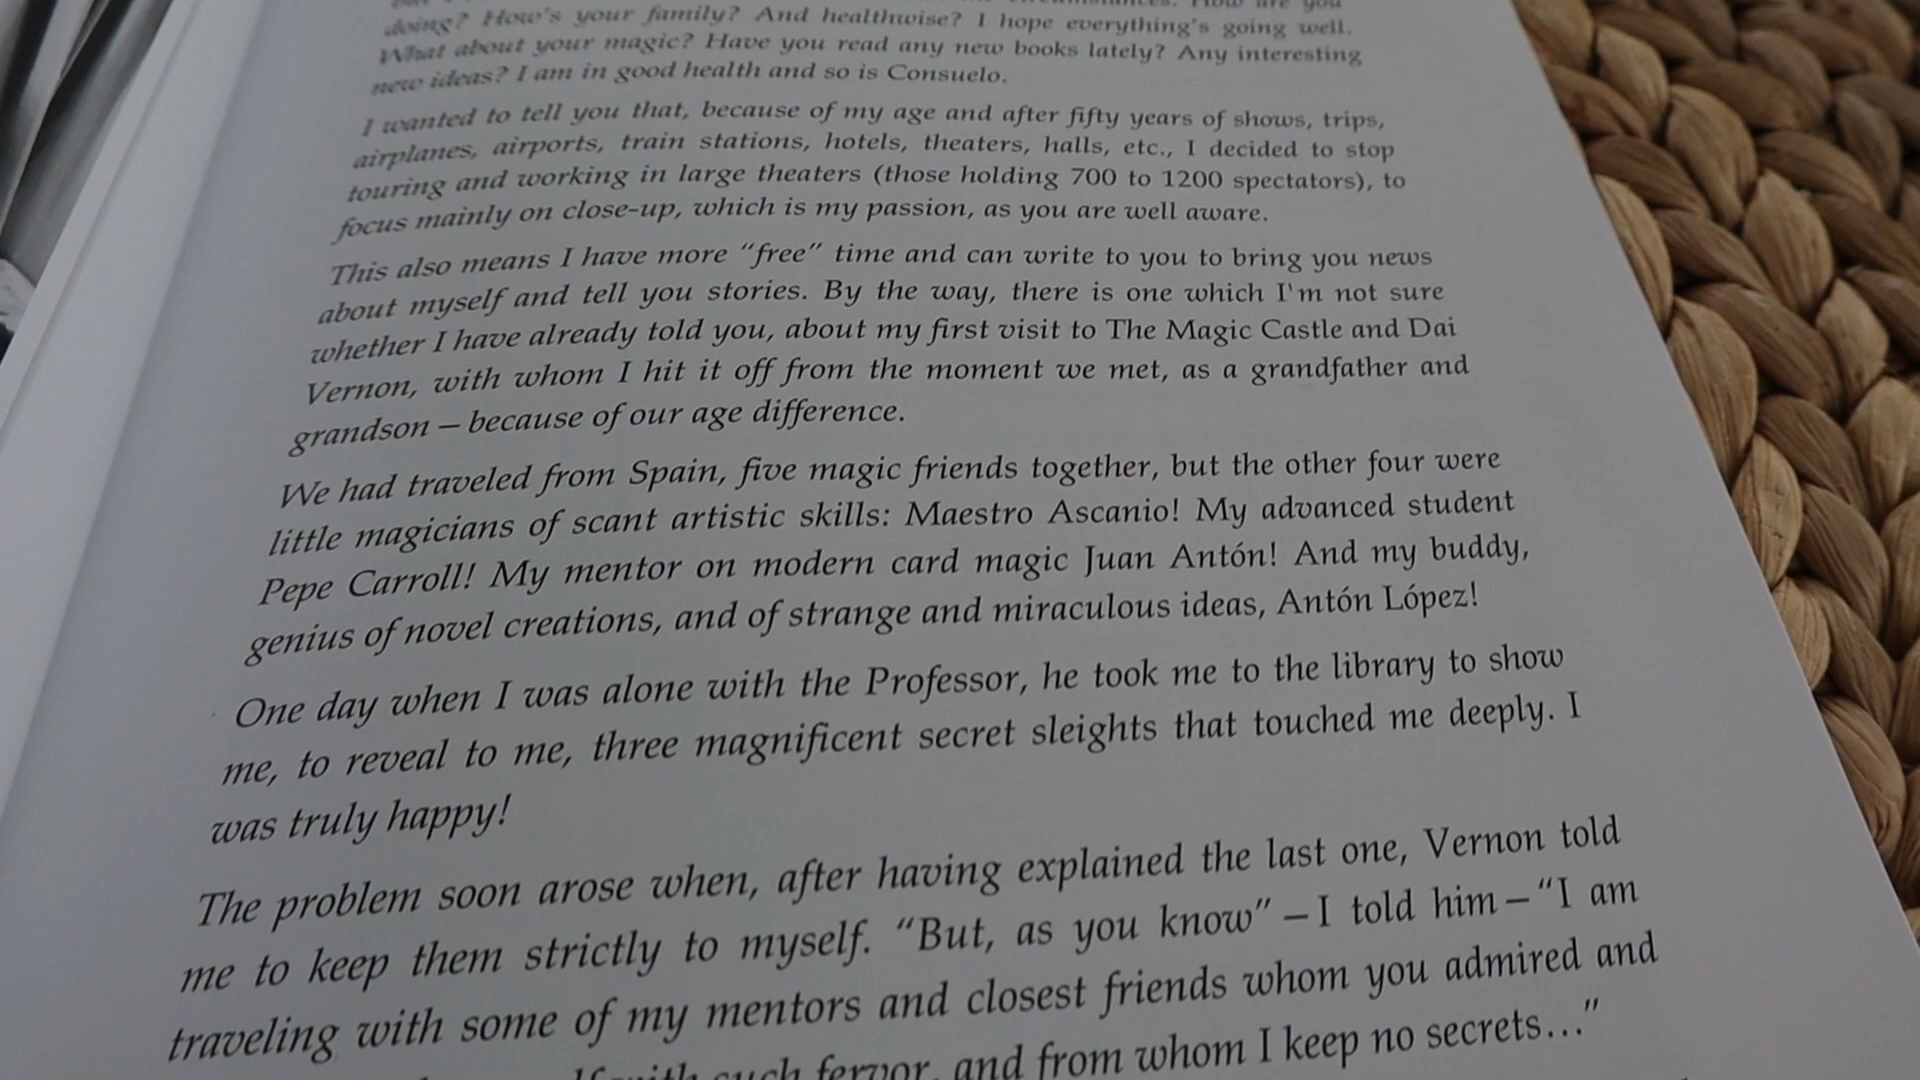 How are you
doing? How's your family? And healthwise? I hope everything's going well.
What about your magic? Have you read any new books lately? Any interesting
new ideas? I am in good health and so is Consuelo.
I wanted to tell you that, because of my age and after fifty years of shows, trips,
airplanes, airports, train stations, hotels, theaters, halls, etc., I decided to stop
touring and working in large theaters (those holding 700 to 1200 spectators), to
focus mainly on close-up, which is my passion, as you are well aware.
This also means I have more “free” time and can write to you to bring you news
about myself and tell you stories. By the way, there is one which I'm not sure
whether I have already told you, about my first visit to The Magic Castle and Dai
Vernon, with whom I hit it off from the moment we met, as a grandfather and
grandson — because of our age difference.
We had traveled from Spain, five magic friends together, but the other four were
little magicians of scant artistic skills: Maestro Ascanio! My advanced student
Pepe Carroll! My mentor on modern card magic Juan Antón! And my buddy,
genius of novel creations, and of strange and miraculous ideas, Antón López!
One day when I was alone with the Professor, he took me to the library to show
me, to reveal to me, three magnificent secret sleights that touched me deeply. I
was truly happy!
The problem soon arose when, after having explained the last one, Vernon told
me to keep them strictly to myself. “But, as you know” — I told him — “I am
traveling with some of my mentors and closest friends whom you admired and
with such fervor, and from whom I keep no secrets…”